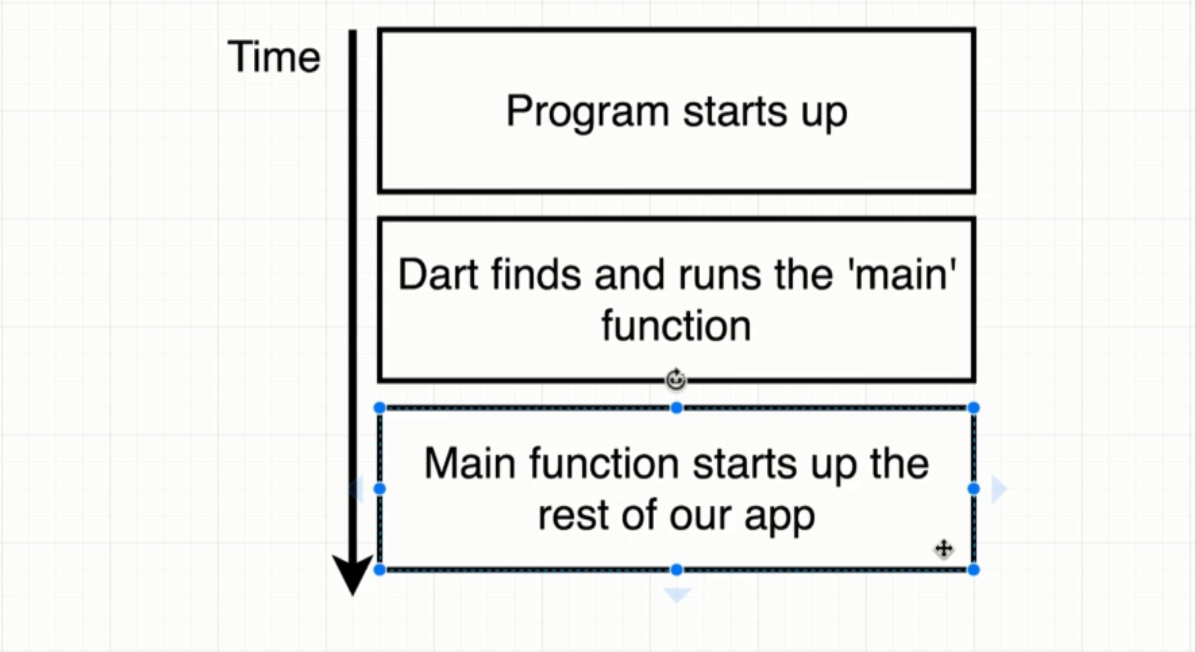 Time
Program starts up
Dart finds and runs the 'main'
function
Main function starts up the
rest of our app